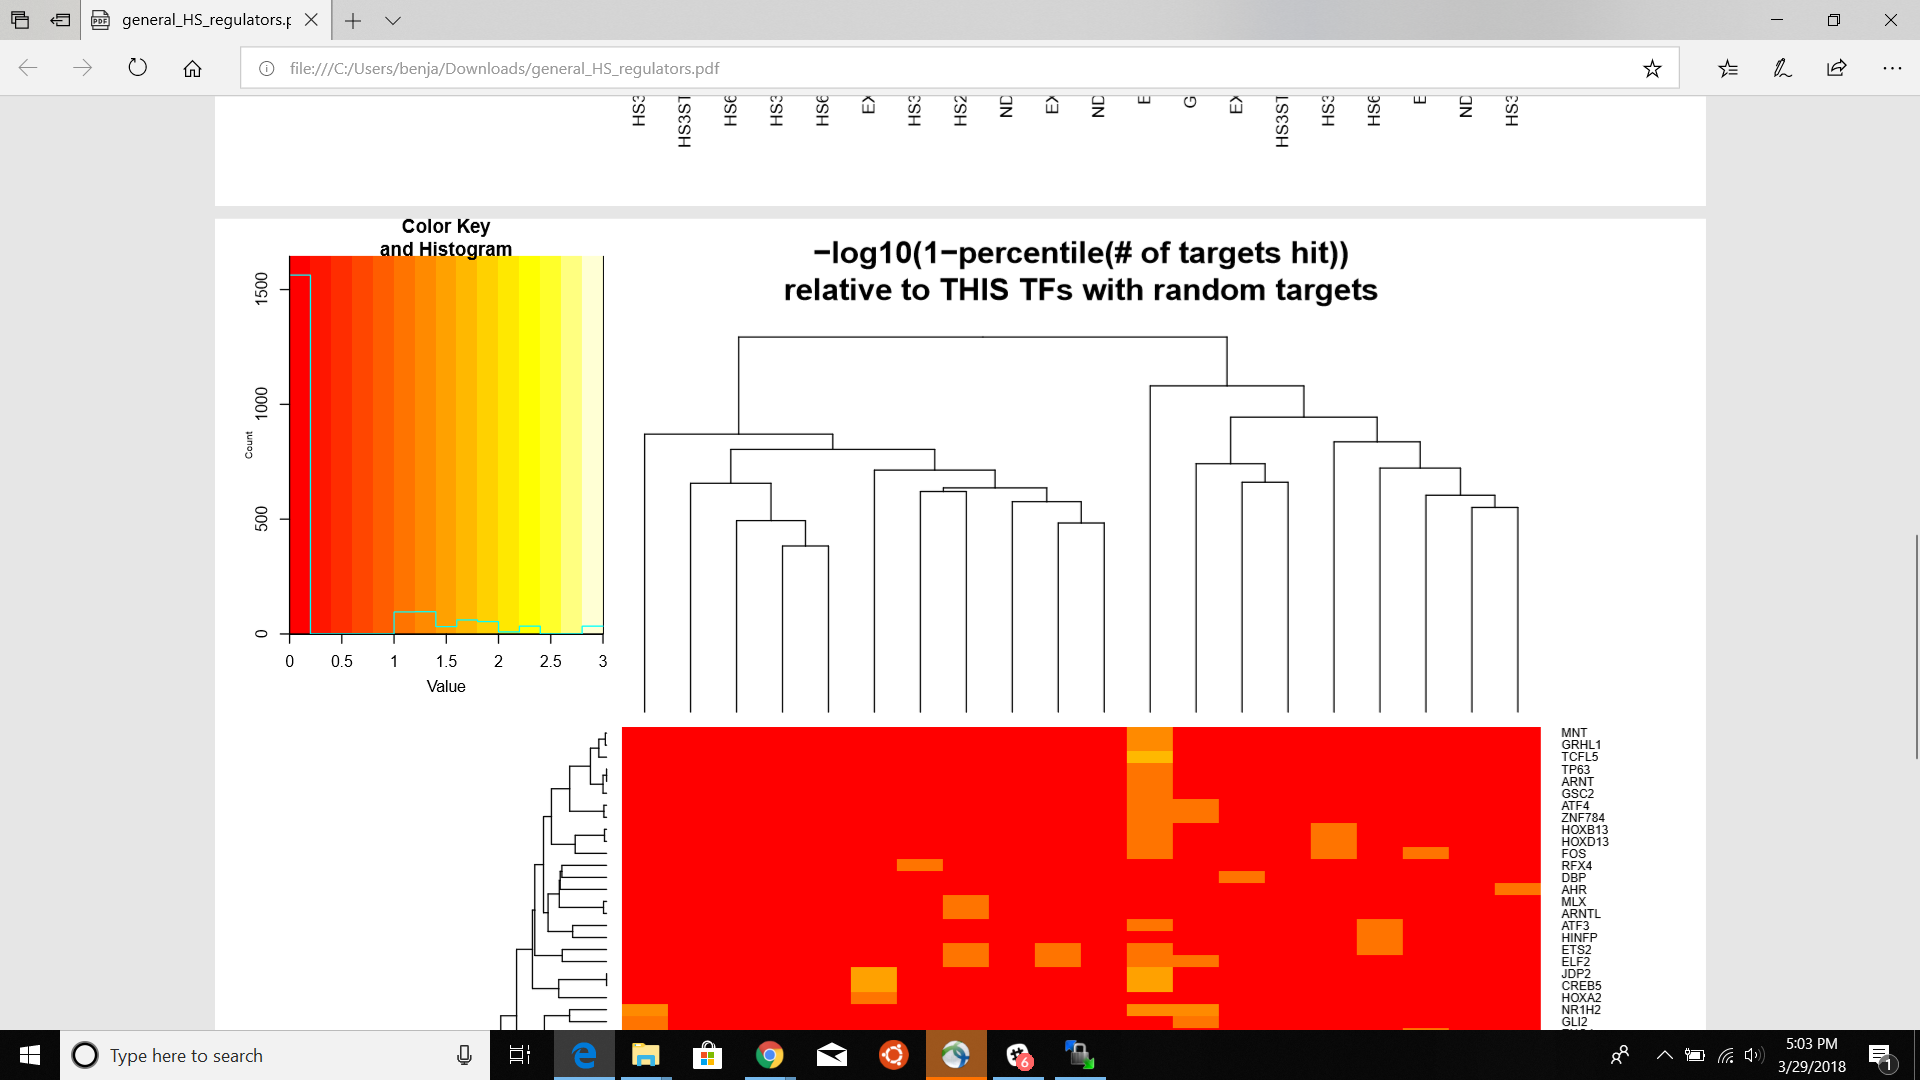 general_HS_regulators.p
file:///C:/Users/benja/Downloads/general_HS_regulators.pdf
HS3
HS3ST
HS6
HS3
HS6
EX
HS3
HS2
ND
EX
ND
E
G
EX
HS3ST
HS3
HS6
E
ND
HS3
Color Key
and Histogram
−log10(1−percentile(# of targets hit))
relative to THIS TFs with random targets
Count
0
500
1000
1500
0 0.5 1 1.5 2 2.5 3
Value
MNT
GRHL1
TCFL5
TP63
ARNT
GSC2
ATF4
ZNF784
HOXB13
HOXD13
FOS
RFX4
DBP
AHR
MLX
ARNTL
ATF3
HINFP
ETS2
ELF2
JDP2
CREB5
HOXA2
NR1H2
GLI2
Type here to search
6
5:03 PM
3/29/2018
1